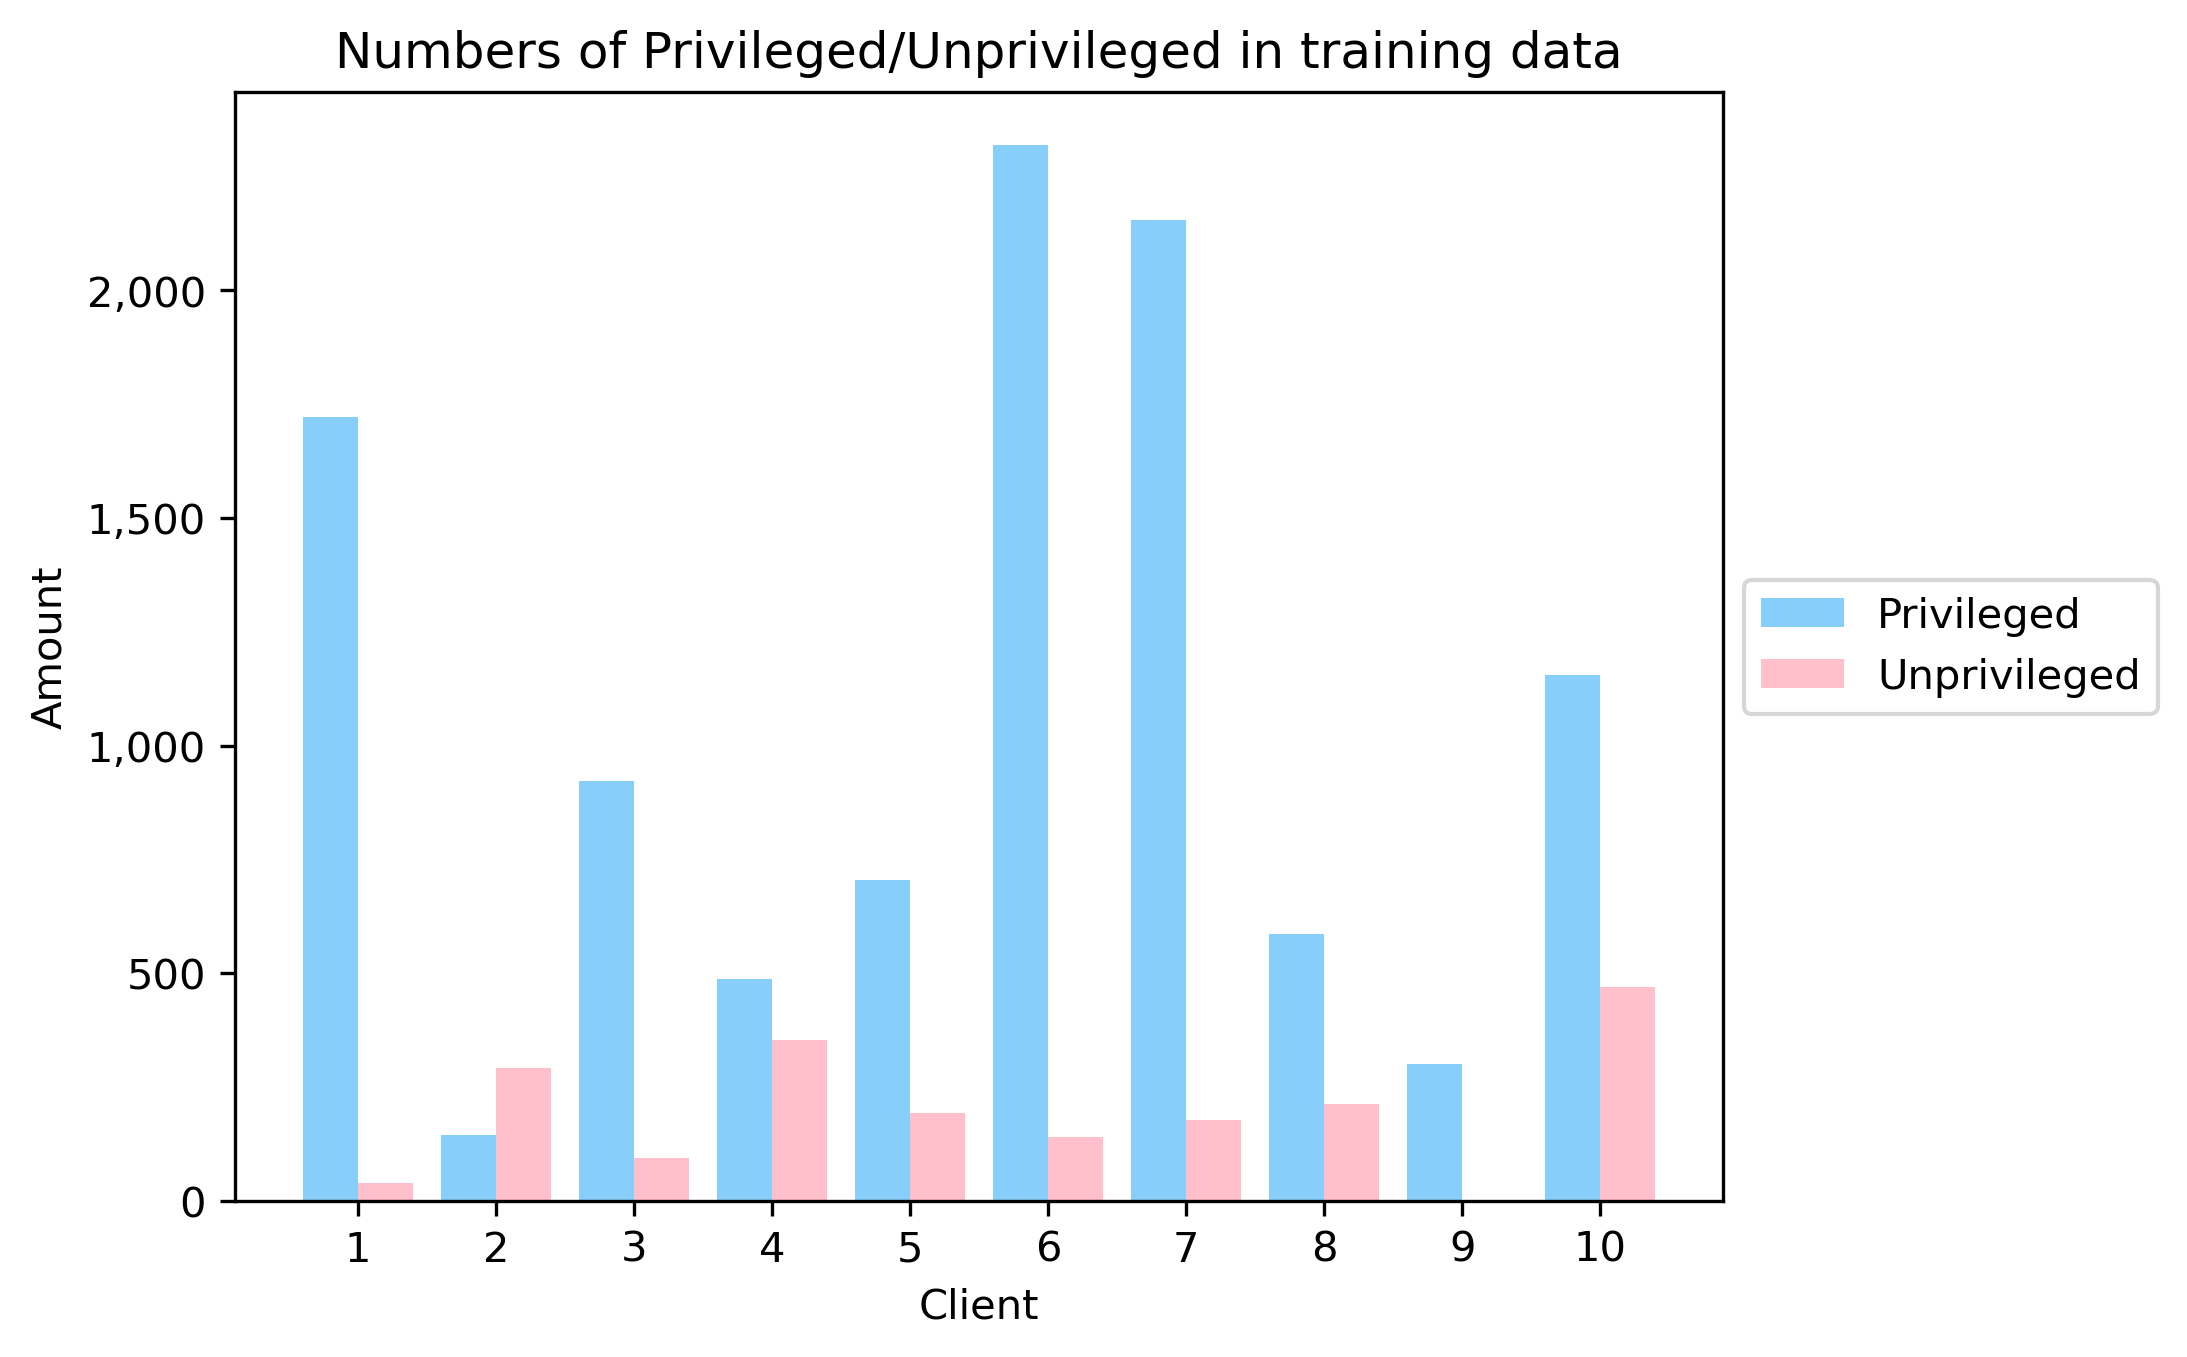 Numbers of Privileged/Unprivileged in training data
2,000
1,500
1,000
500
0
Amount
1 2 3 4 5 6 7 8 9 10
Client
Privileged
Unprivileged